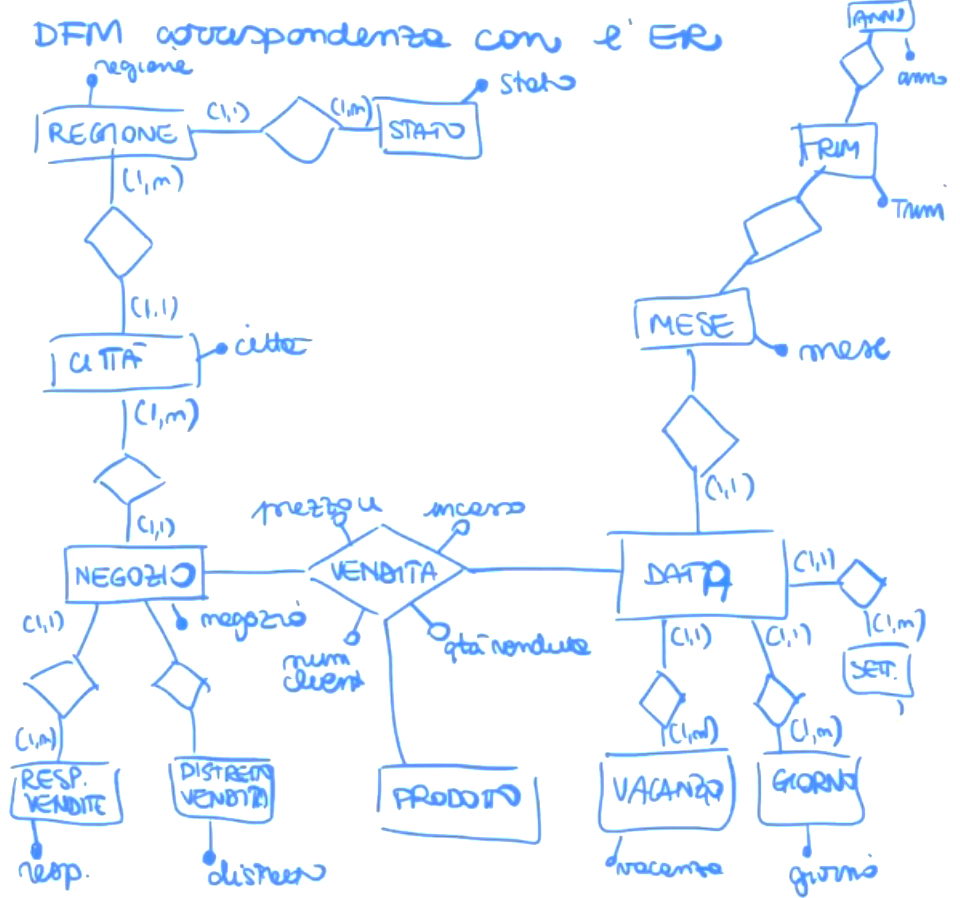 DFM corrispondenza con l'ER
ANNO
anno
regione
stato
REGIONE
(1,1)
(1,m)
STATO
TRIM
Trim
(1,m)
(1,1)
MESE
mese
CITTÀ
città
(1,m)
(1,1)
(1,1)
prezzo u
incasso
NEGOZIO
VENDITA
DATA
(1,1)
negozio
num
clienti
qtà vendute
(1,1)
(1,1)
(1,1)
(1,m)
SETT.
(1,m)
(1,m)
(1,m)
RESP.
VENDITE
DISTRETTO
VENDITA
PRODOTTO
VACANZA
GIORNO
resp.
distretto
vacanza
giorno